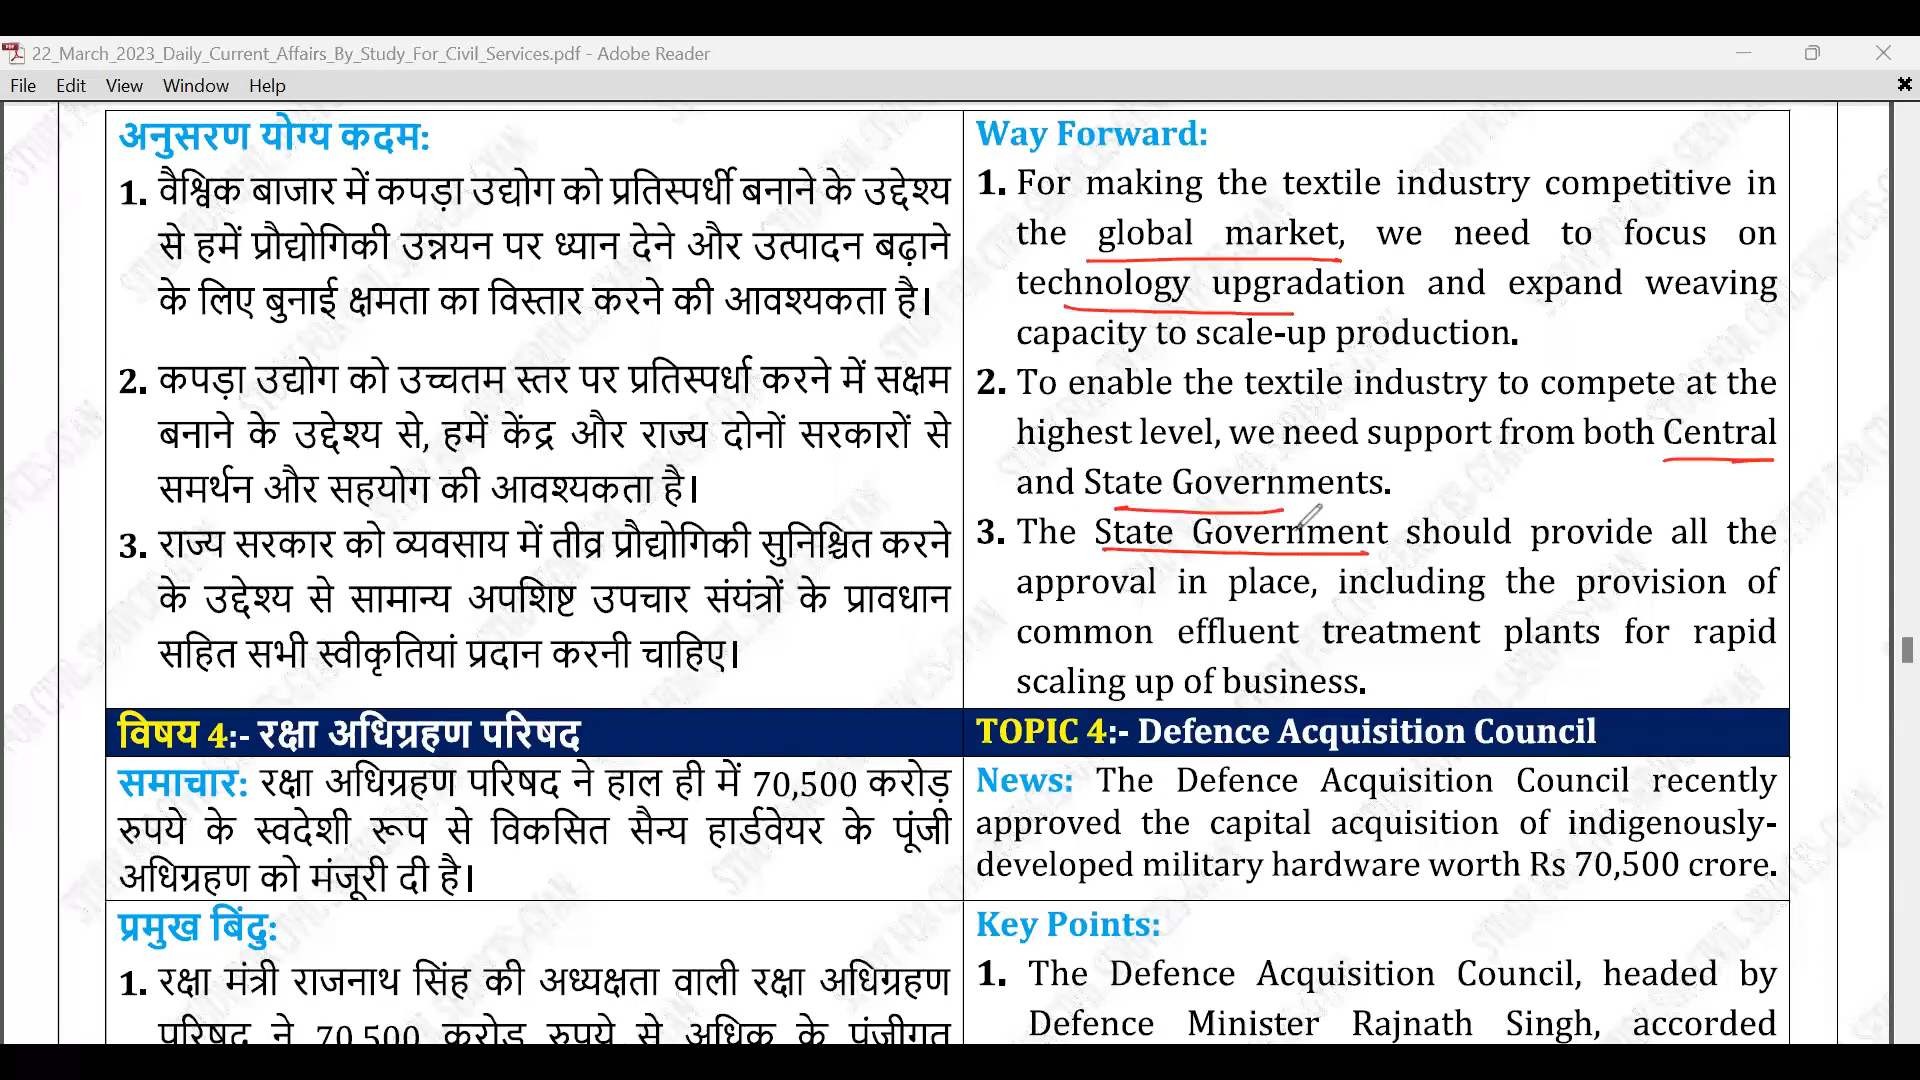 22_March_2023_Daily_Current_Affairs_By_Study_For_Civil_Services.pdf - Adobe Reader
File Edit View Window Help
अनुसरण योग्य कदम:
1. वैश्विक बाजार में कपड़ा उद्योग को प्रतिस्पर्धी बनाने के उद्देश्य
से हमें प्रौद्योगिकी उन्नयन पर ध्यान देने और उत्पादन बढ़ाने
के लिए बुनाई क्षमता का विस्तार करने की आवश्यकता है।
2. कपड़ा उद्योग को उच्चतम स्तर पर प्रतिस्पर्धा करने में सक्षम
बनाने के उद्देश्य से, हमें केंद्र और राज्य दोनों सरकारों से
समर्थन और सहयोग की आवश्यकता है।
3. राज्य सरकार को व्यवसाय में तीव्र प्रौद्योगिकी सुनिश्चित करने
के उद्देश्य से सामान्य अपशिष्ट उपचार संयंत्रों के प्रावधान
सहित सभी स्वीकृतियां प्रदान करनी चाहिए।
Way Forward:
1. For making the textile industry competitive in
the global market, we need to focus on
technology upgradation and expand weaving
capacity to scale-up production.
2. To enable the textile industry to compete at the
highest level, we need support from both Central
and State Governments.
3. The State Government should provide all the
approval in place, including the provision of
common effluent treatment plants for rapid
scaling up of business.
विषय 4:- रक्षा अधिग्रहण परिषद
TOPIC 4:- Defence Acquisition Council
समाचार: रक्षा अधिग्रहण परिषद ने हाल ही में 70,500 करोड़
रुपये के स्वदेशी रूप से विकसित सैन्य हार्डवेयर के पूंजी
अधिग्रहण को मंजूरी दी है।
News: The Defence Acquisition Council recently
approved the capital acquisition of indigenously-
developed military hardware worth Rs 70,500 crore.
प्रमुख बिंदु:
1. रक्षा मंत्री राजनाथ सिंह की अध्यक्षता वाली रक्षा अधिग्रहण
परिषद ने 70,500 करोड़ रुपये से अधिक के पूंजीगत
Key Points:
1. The Defence Acquisition Council, headed by
Defence Minister Rajnath Singh, accorded